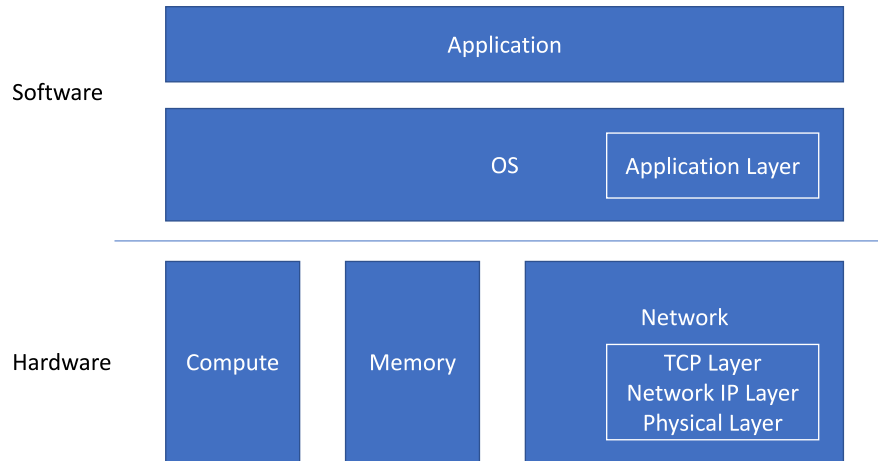 Application
Software
OS
Application Layer
Network
Hardware
Compute
Memory
TCP Layer
Network IP Layer
Physical Layer